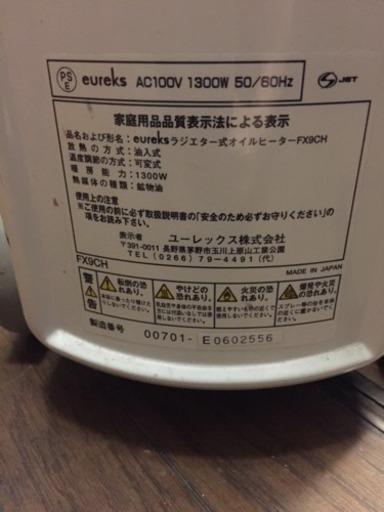 PS E eureks AC100V 1300W 50/60Hz JET
家庭用品品質表示法による表示
品名および形名：eureksラジエター式オイルヒーターFX9CH
放熱の方式：油入式
温度調節の方式：可変式
暖房能力：1300W
熱媒体の種類：鉱物油
使用上の注意
※ご使用の前に必ず取扱説明書の「安全のため必ずお守りください」の
項をお読みください。
表示者 ユーレックス株式会社
〒391-0011 長野県茅野市玉川上原山工業公園
TEL (0266) 79-4491 (代)
FX9CH MADE IN JAPAN
警告
転倒の恐れあり。
やけどの恐れあり。
火災の恐れあり。
爆発や火災の恐れあり。
製造番号 00701- E0602556